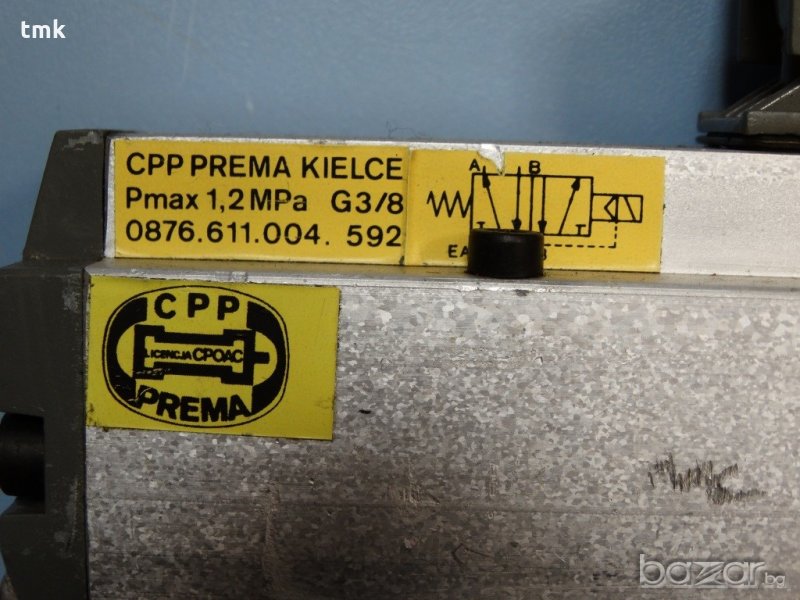 tmk
CPP PREMA KIELCE
Pmax 1,2 MPa G3/8
0876.611.004. 592
A B
EA
CPP
LICENCJA CPOAC
PREMA
bazar.bg